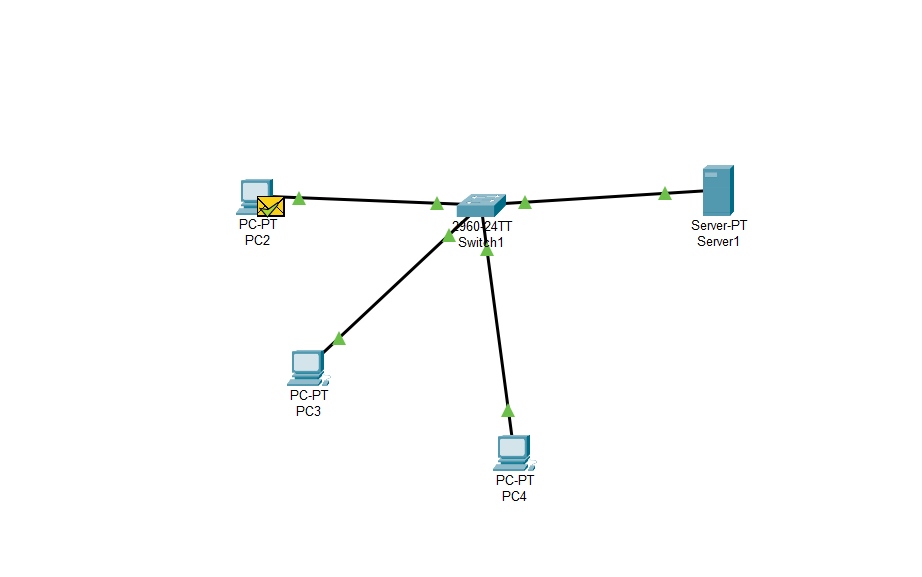 PC-PT
PC2
2960-24TT
Switch1
Server-PT
Server1
PC-PT
PC3
PC-PT
PC4